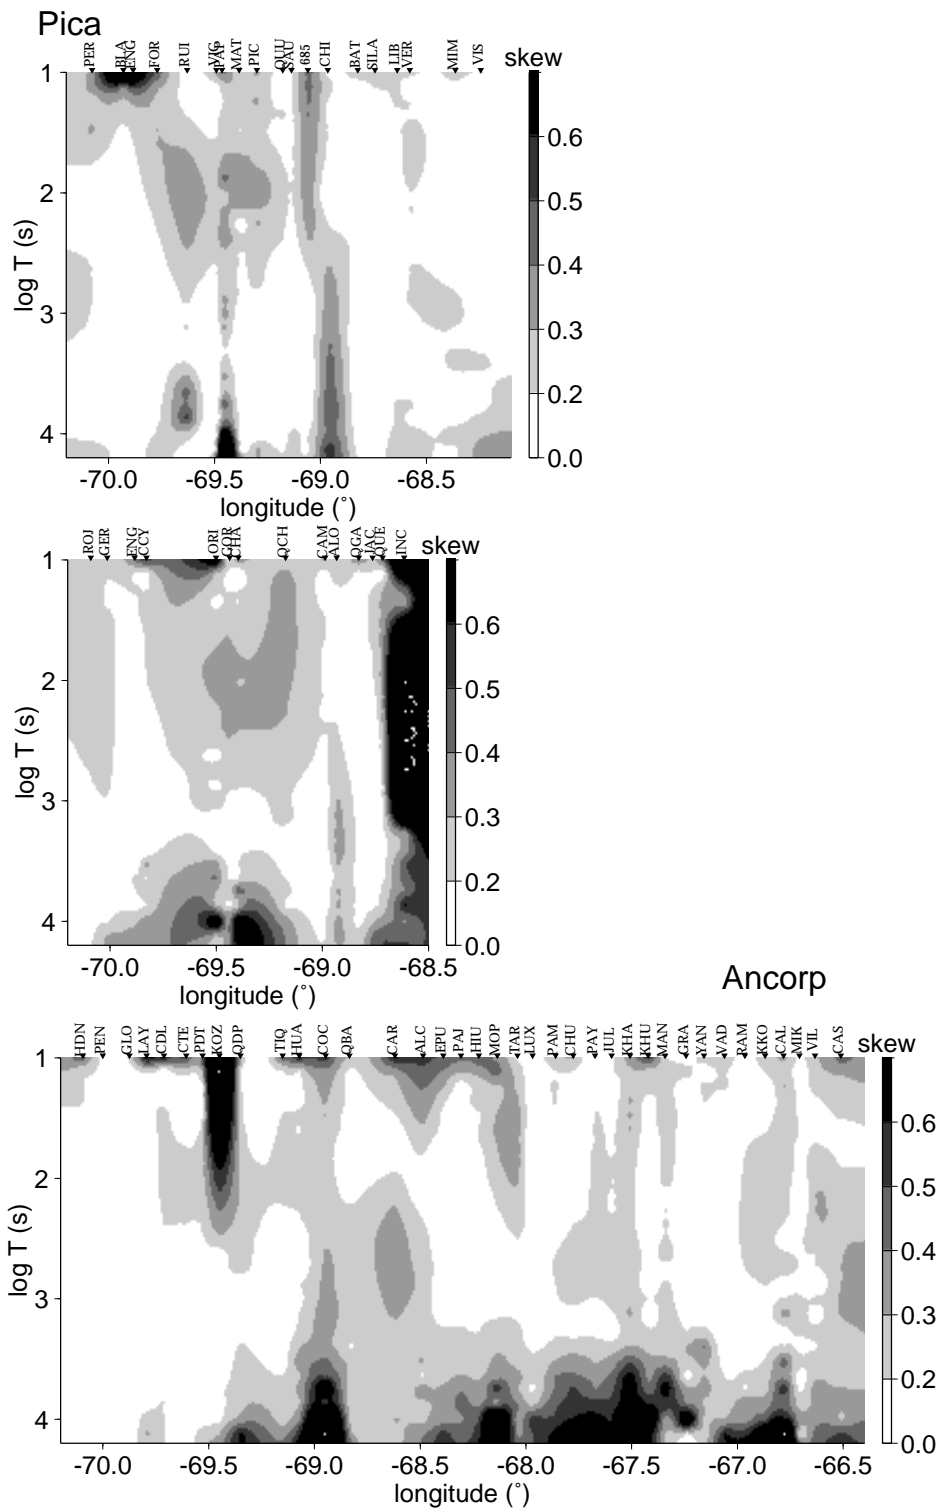 Pica
PER BLA ENG FOR RUI VIC PAP MAT PIC QUU SAU 685 CHI BAT SILA LIB VER MIM VIS
skew
1
2
3
4
log T (s)
0.6
0.5
0.4
0.3
0.2
0.0
-70.0 -69.5 -69.0 -68.5
longitude (°)
ROJ GER ENG CCY ORI COR CHA QCH CAM ALO QGA JAC QUE INC
skew
1
2
3
4
log T (s)
0.6
0.5
0.4
0.3
0.2
0.0
-70.0 -69.5 -69.0 -68.5
longitude (°)
Ancorp
HDN PEN GLO LAY CDL CTE PDT KOZ QDP TIQ HUA COC QBA CAR ALC EPU PAJ HIU MOP TAR LUX PAM CHU PAY JUL KHA KHU MAN GRA YAN VAD RAM KKO CAL MIK VIL CAS
skew
1
2
3
4
log T (s)
0.6
0.5
0.4
0.3
0.2
0.0
-70.0 -69.5 -69.0 -68.5 -68.0 -67.5 -67.0 -66.5
longitude (°)